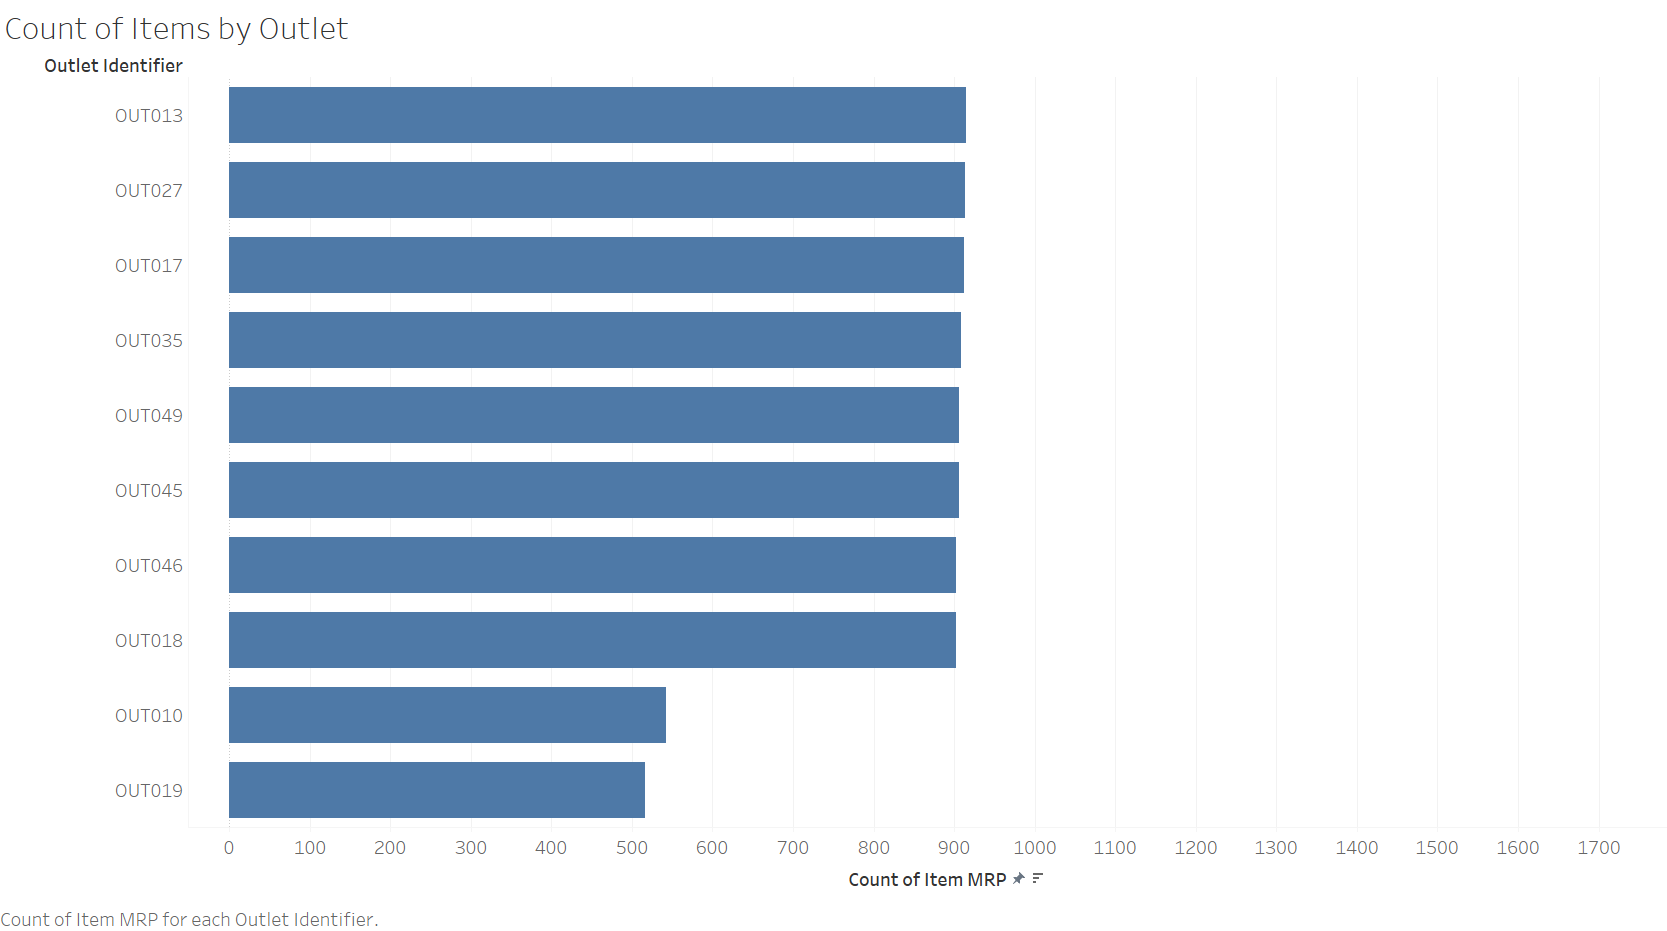 Count of Items by Outlet
Outlet Identifier
OUT013
OUT027
OUT017
OUT035
OUT049
OUT045
OUT046
OUT018
OUT010
OUT019
0 100 200 300 400 500 600 700 800 900 1000 1100 1200 1300 1400 1500 1600 1700
Count of Item MRP
Count of Item MRP for each Outlet Identifier.